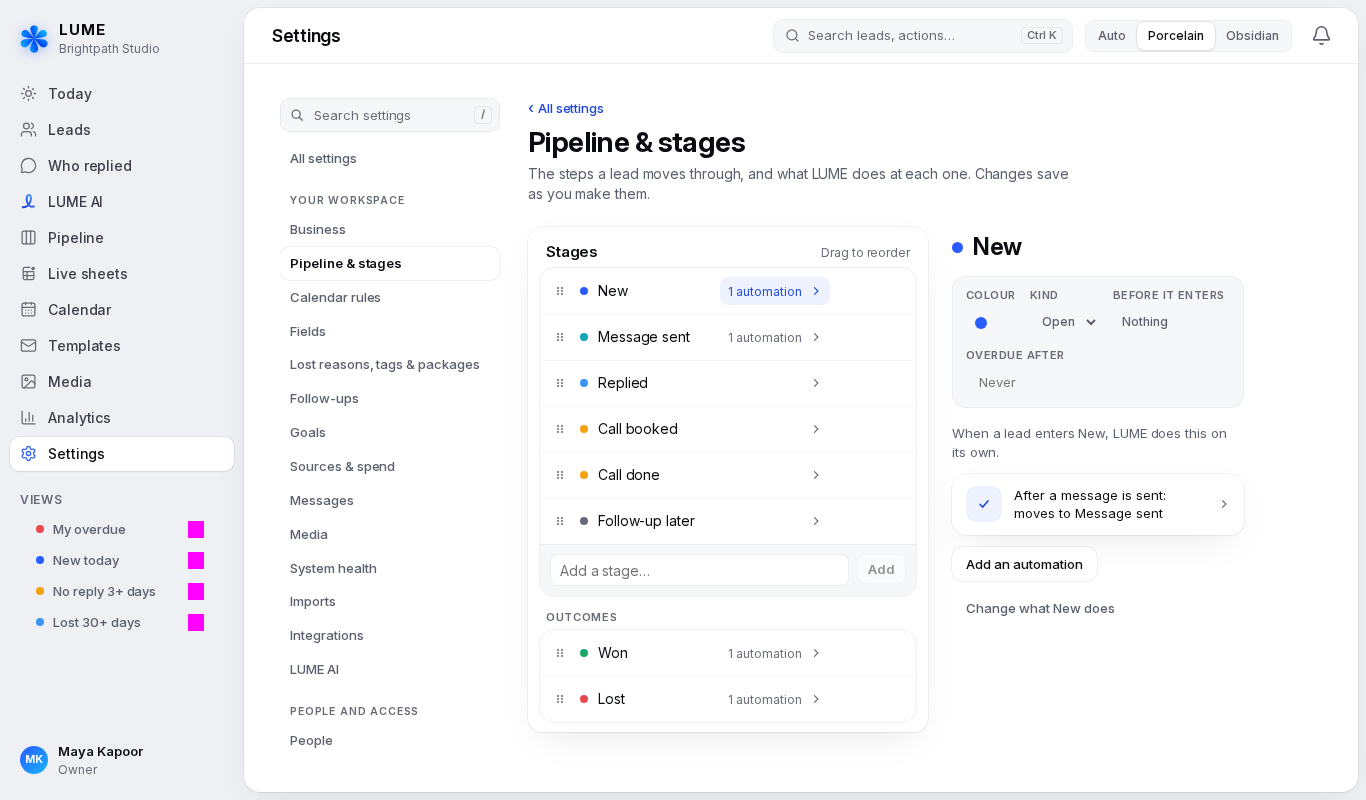 LUME
Brightpath Studio
Today
Leads
Who replied
LUME AI
Pipeline
Live sheets
Calendar
Templates
Media
Analytics
Settings
VIEWS
My overdue
New today
No reply 3+ days
Lost 30+ days
MK
Maya Kapoor
Owner
Settings
Search leads, actions…
Ctrl K
Auto
Porcelain
Obsidian
Search settings
/
All settings
YOUR WORKSPACE
Business
Pipeline & stages
Calendar rules
Fields
Lost reasons, tags & packages
Follow-ups
Goals
Sources & spend
Messages
Media
System health
Imports
Integrations
LUME AI
PEOPLE AND ACCESS
People
‹ All settings
Pipeline & stages
The steps a lead moves through, and what LUME does at each one. Changes save
as you make them.
Stages
Drag to reorder
New
1 automation
Message sent
1 automation
Replied
Call booked
Call done
Follow-up later
Add a stage…
Add
OUTCOMES
Won
1 automation
Lost
1 automation
New
COLOUR
KIND
BEFORE IT ENTERS
Open
Nothing
OVERDUE AFTER
Never
When a lead enters New, LUME does this on
its own.
After a message is sent:
moves to Message sent
Add an automation
Change what New does